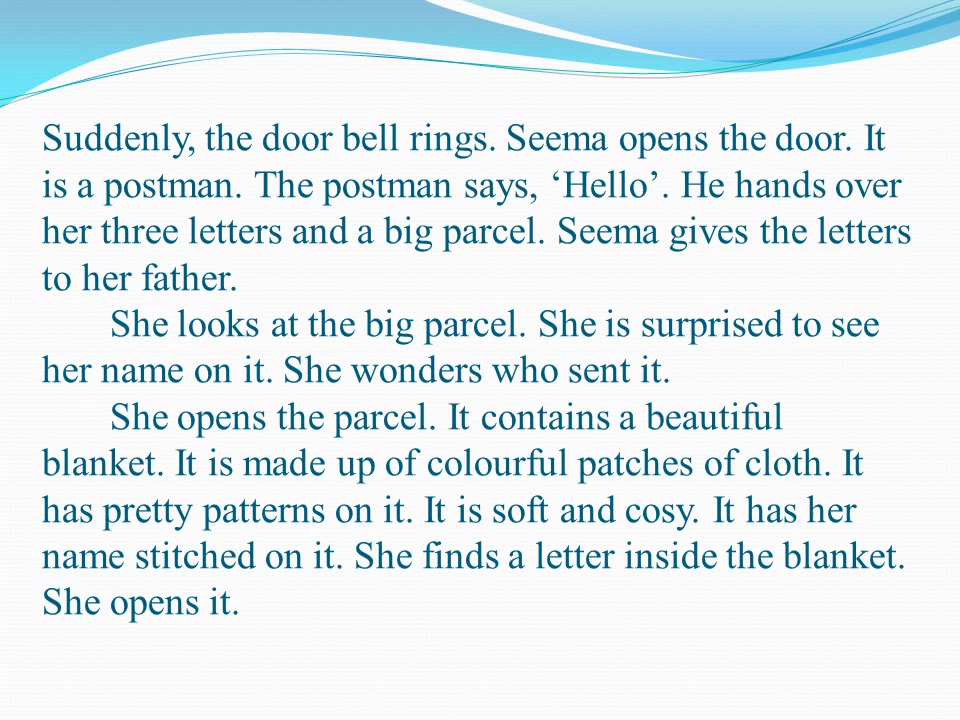 Suddenly, the door bell rings. Seema opens the door. It
is a postman. The postman says, ‘Hello’. He hands over
her three letters and a big parcel. Seema gives the letters
to her father.
She looks at the big parcel. She is surprised to see
her name on it. She wonders who sent it.
She opens the parcel. It contains a beautiful
blanket. It is made up of colourful patches of cloth. It
has pretty patterns on it. It is soft and cosy. It has her
name stitched on it. She finds a letter inside the blanket.
She opens it.